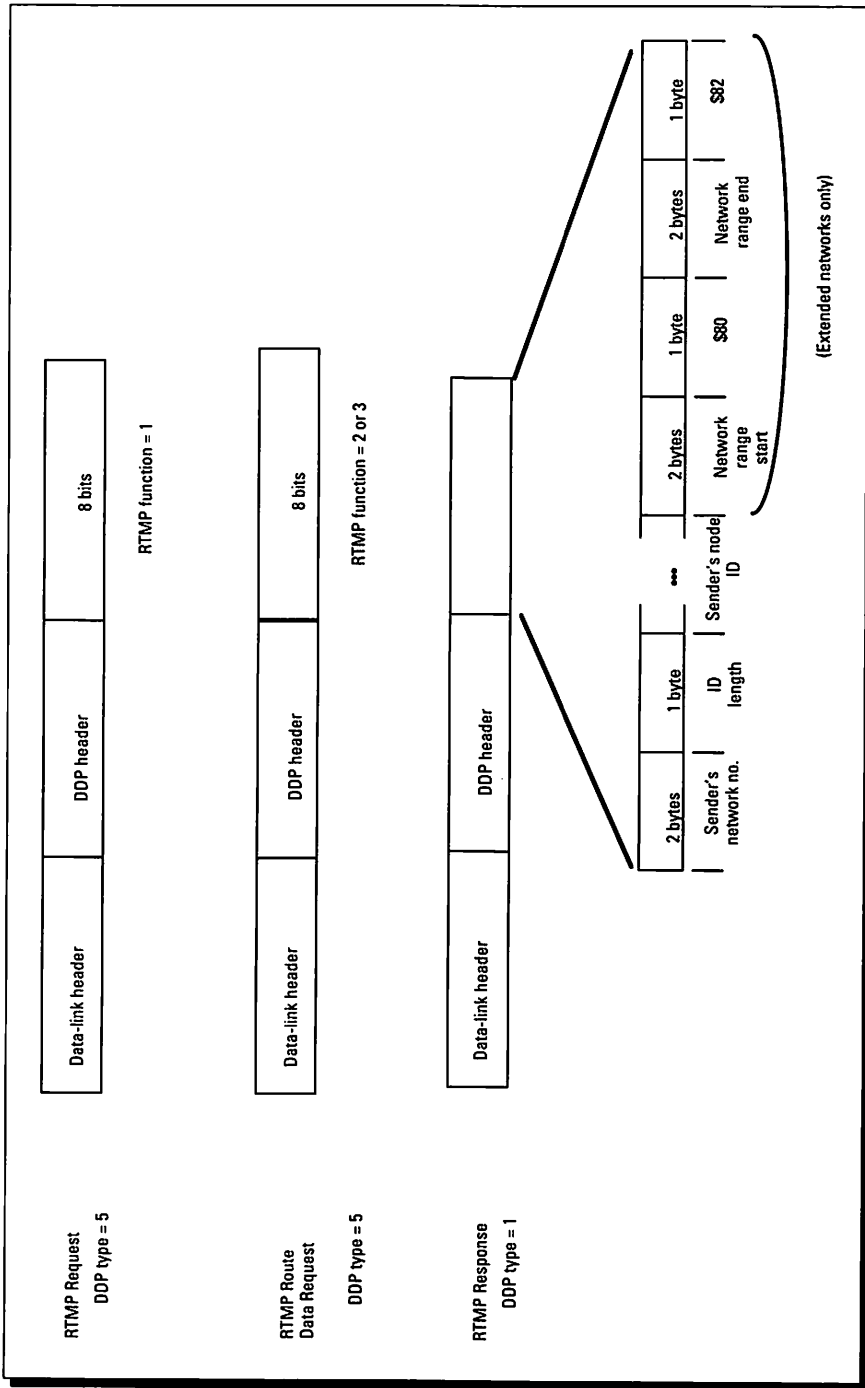 RTMP Request
DDP type = 5
Data-link header
DDP header
8 bits
RTMP function = 1
RTMP Route
Data Request
DDP type = 5
Data-link header
DDP header
8 bits
RTMP function = 2 or 3
RTMP Response
DDP type = 1
Data-link header
DDP header
2 bytes
1 byte
•••
2 bytes
1 byte
2 bytes
1 byte
Sender's
network no.
ID
length
Sender's node
ID
Network
range
start
$80
Network
range end
$82
(Extended networks only)